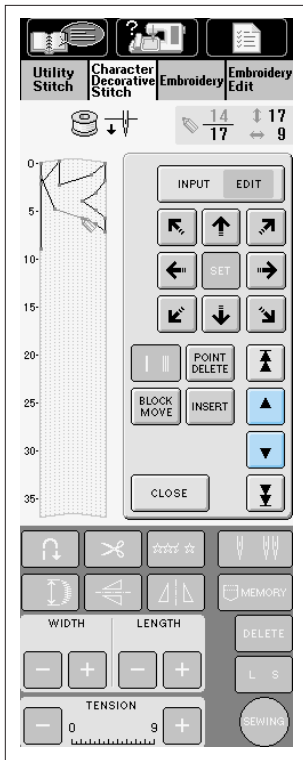 Utility Stitch
Character Decorative Stitch
Embroidery
Embroidery Edit
14
17
17
9
0-
5-
10-
15-
20-
25-
30-
35-
INPUT EDIT
SET
POINT DELETE
BLOCK MOVE
INSERT
CLOSE
MEMORY
WIDTH LENGTH
DELETE
- + - +
L S
TENSION
- 0 9 +
SEWING